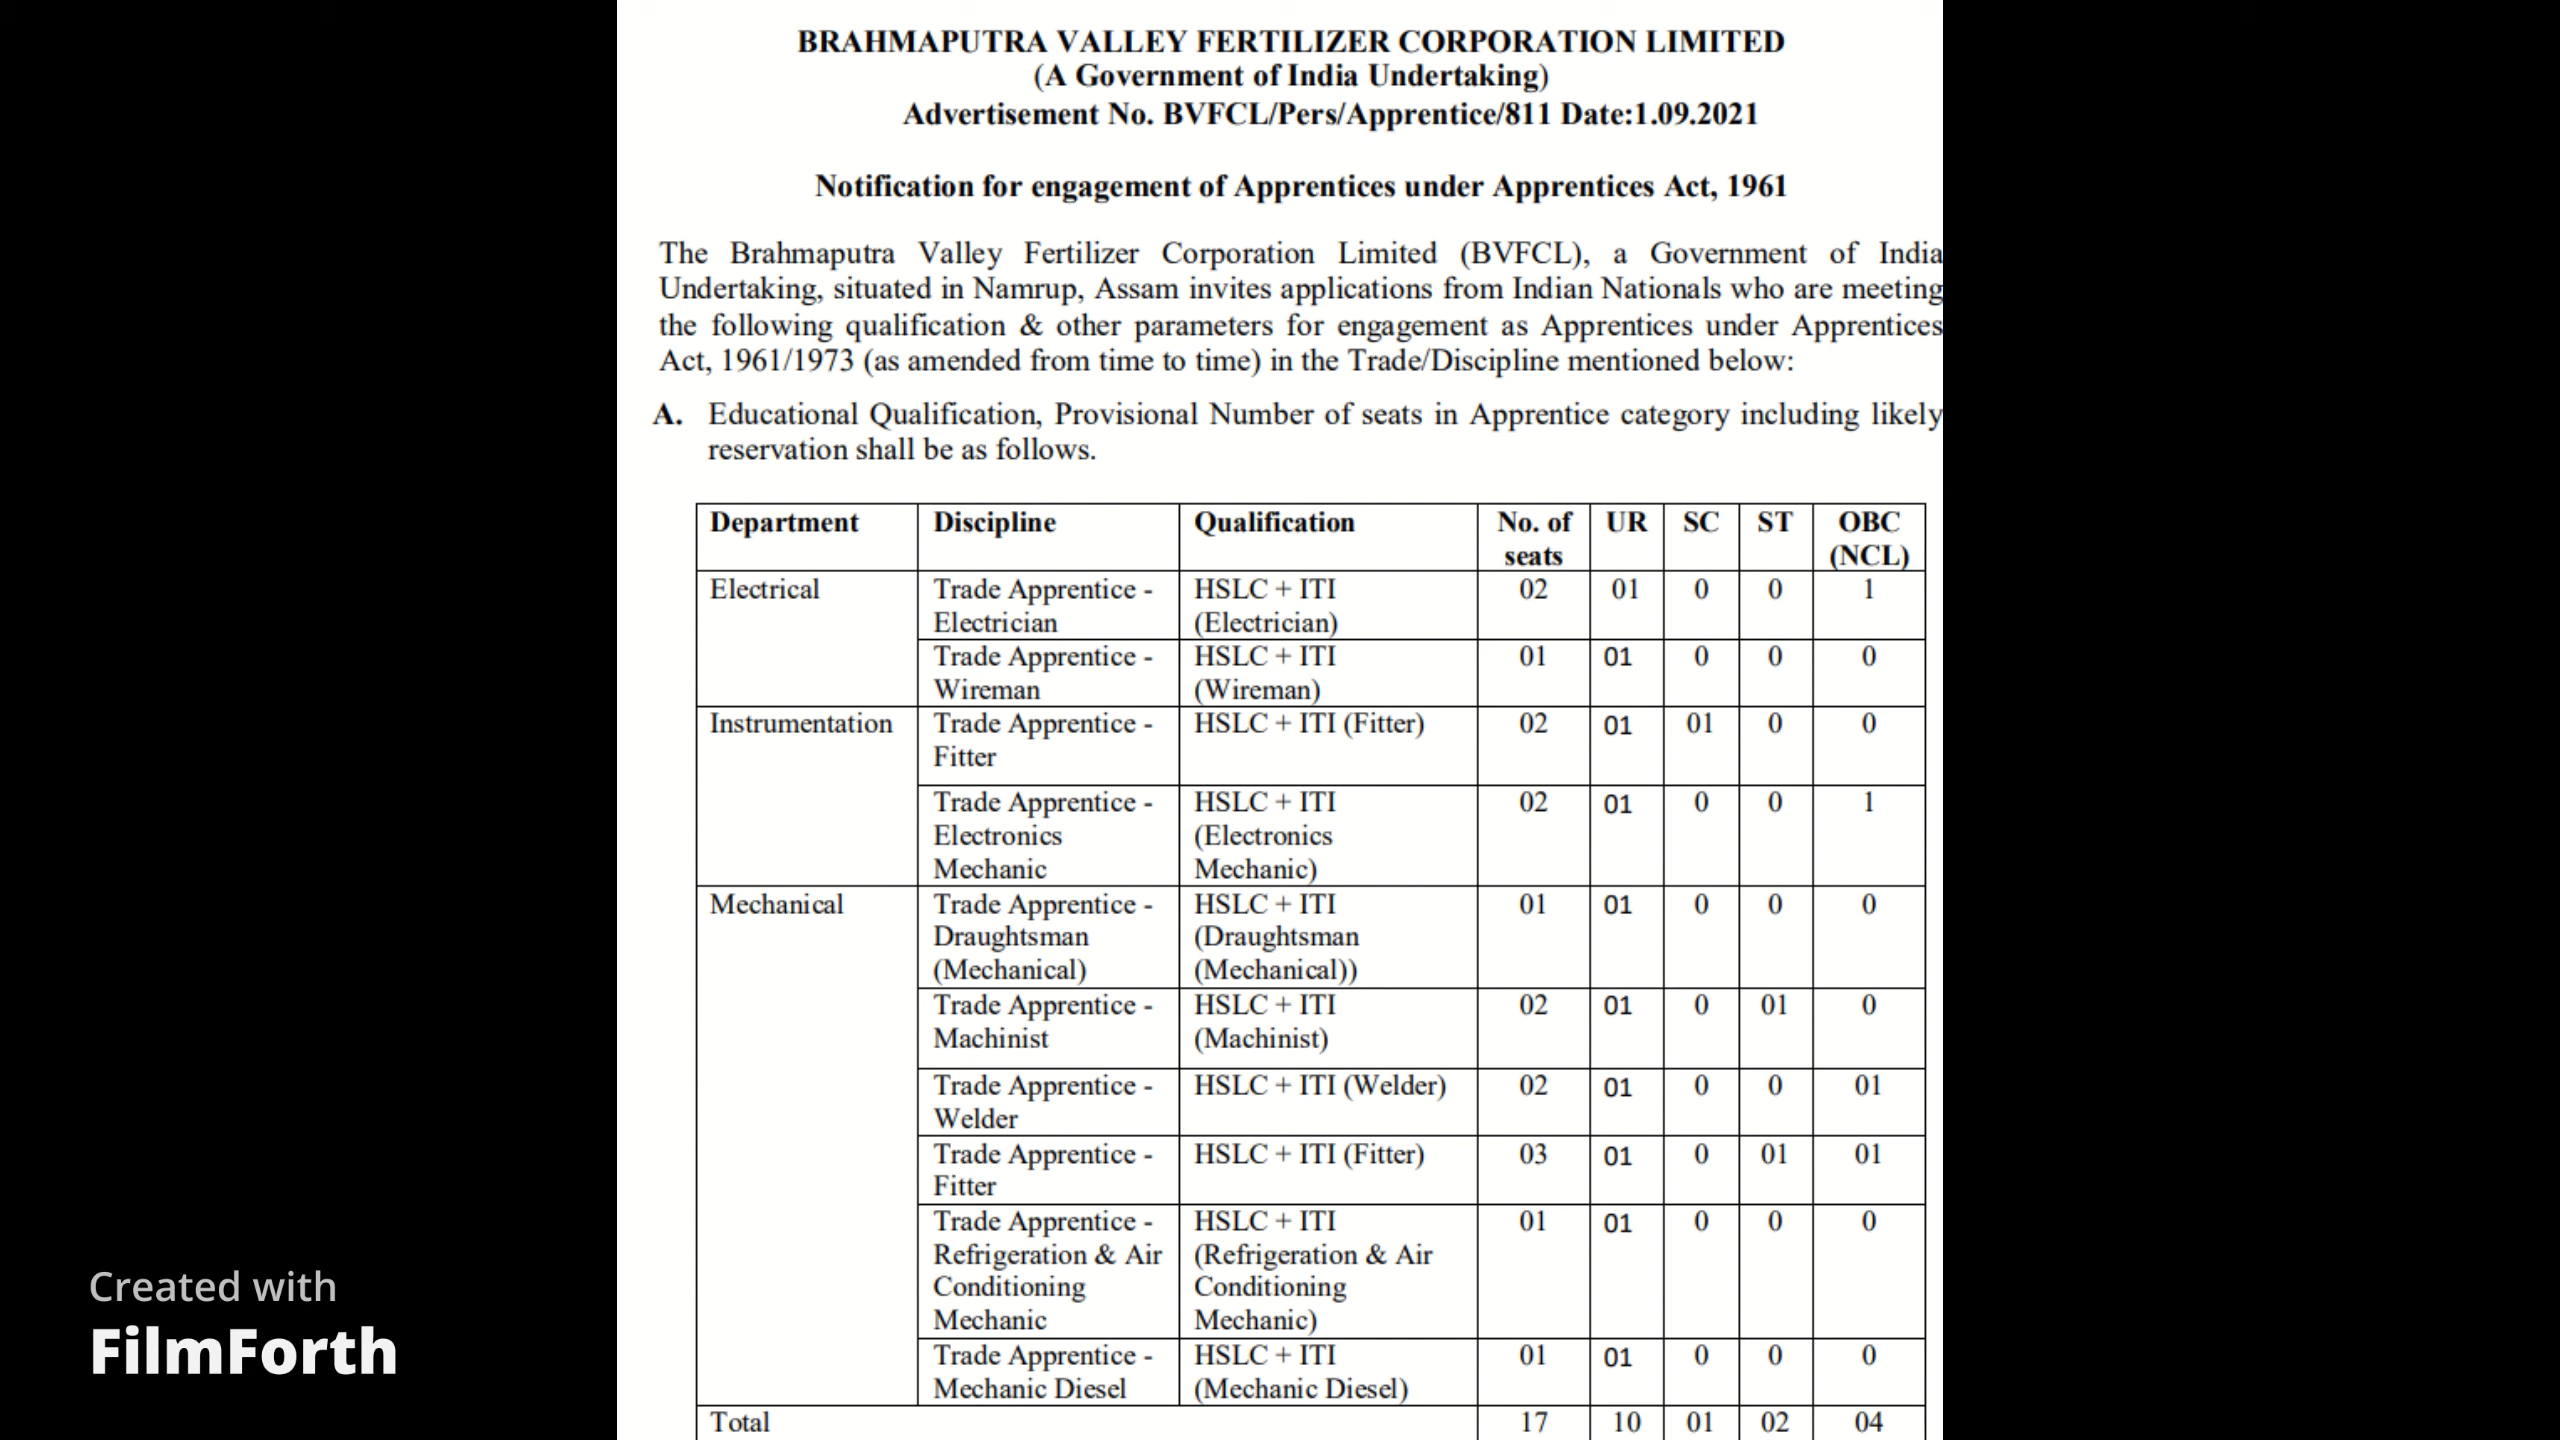 BRAHMAPUTRA VALLEY FERTILIZER CORPORATION LIMITED
(A Government of India Undertaking)
Advertisement No. BVFCL/Pers/Apprentice/811 Date:1.09.2021
Notification for engagement of Apprentices under Apprentices Act, 1961
The Brahmaputra Valley Fertilizer Corporation Limited (BVFCL), a Government of India
Undertaking, situated in Namrup, Assam invites applications from Indian Nationals who are meeting
the following qualification & other parameters for engagement as Apprentices under Apprentices
Act, 1961/1973 (as amended from time to time) in the Trade/Discipline mentioned below:
A. Educational Qualification, Provisional Number of seats in Apprentice category including likely
reservation shall be as follows.
Department Discipline Qualification No. of UR SC ST OBC
seats (NCL)
Electrical Trade Apprentice - HSLC + ITI 02 01 0 0 1
Electrician (Electrician)
Trade Apprentice - HSLC + ITI 01 01 0 0 0
Wireman (Wireman)
Instrumentation Trade Apprentice - HSLC + ITI (Fitter) 02 01 01 0 0
Fitter
Trade Apprentice - HSLC + ITI 02 01 0 0 1
Electronics (Electronics
Mechanic Mechanic)
Mechanical Trade Apprentice - HSLC + ITI 01 01 0 0 0
Draughtsman (Draughtsman
(Mechanical) (Mechanical))
Trade Apprentice - HSLC + ITI 02 01 0 01 0
Machinist (Machinist)
Trade Apprentice - HSLC + ITI (Welder) 02 01 0 0 01
Welder
Trade Apprentice - HSLC + ITI (Fitter) 03 01 0 01 01
Fitter
Trade Apprentice - HSLC + ITI 01 01 0 0 0
Refrigeration & Air (Refrigeration & Air
Conditioning Conditioning
Mechanic Mechanic)
Trade Apprentice - HSLC + ITI 01 01 0 0 0
Mechanic Diesel (Mechanic Diesel)
Total 17 10 01 02 04
Created with
FilmForth